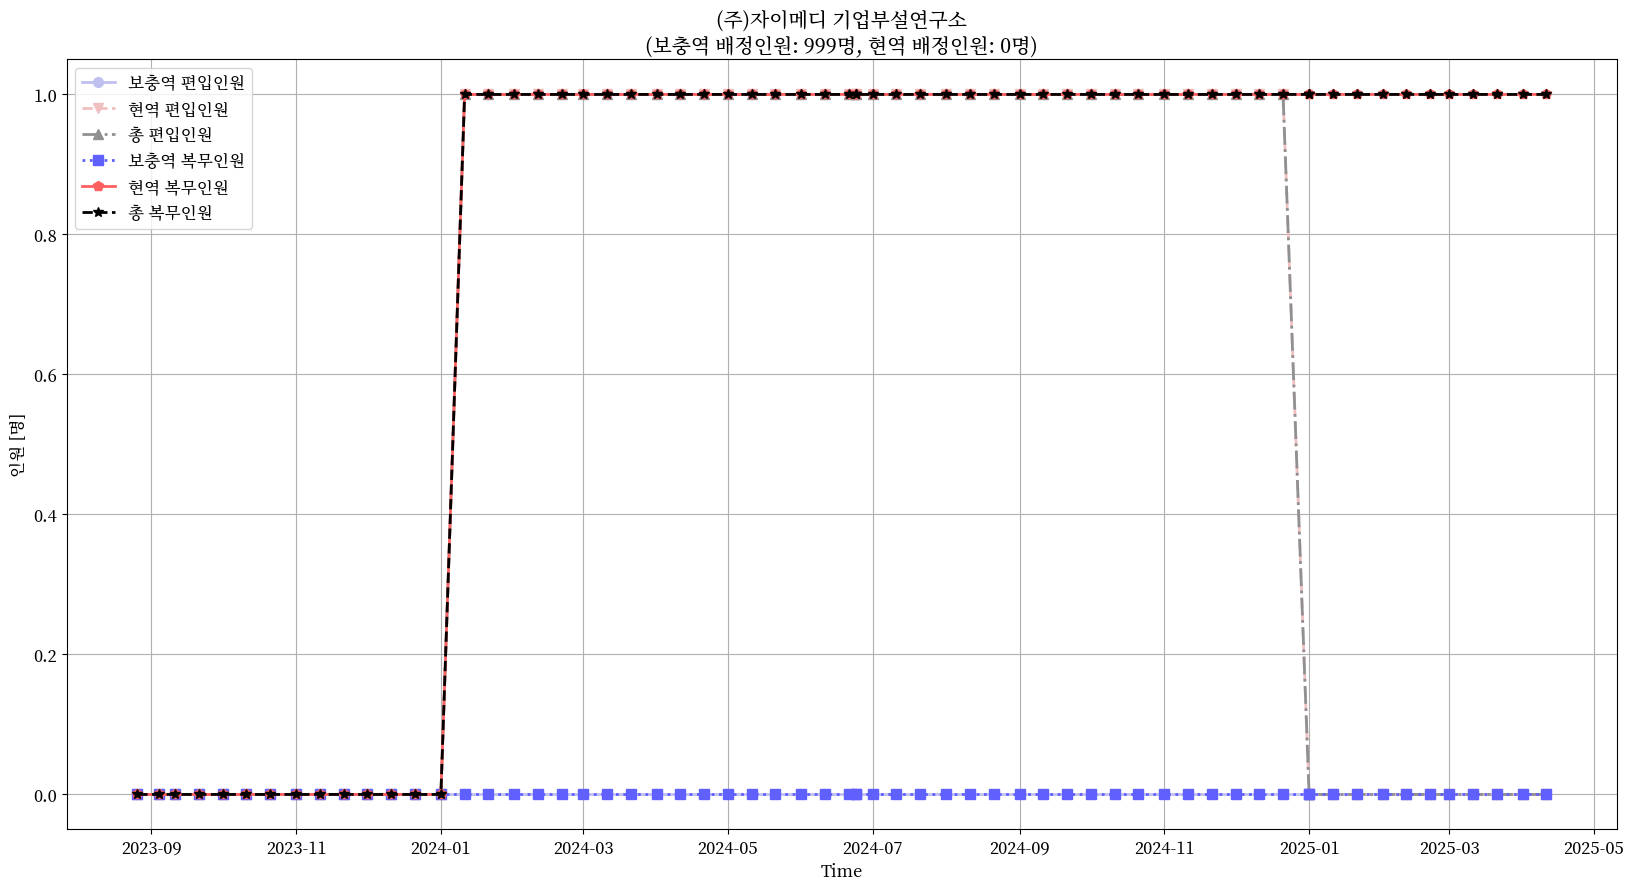 (주)자이메디 기업부설연구소
(보충역 배정인원: 999명, 현역 배정인원: 0명)
보충역 편입인원
현역 편입인원
총 편입인원
보충역 복무인원
현역 복무인원
총 복무인원
1.0
0.8
0.6
0.4
0.2
0.0
인원 [명]
2023-09 2023-11 2024-01 2024-03 2024-05 2024-07 2024-09 2024-11 2025-01 2025-03 2025-05
Time